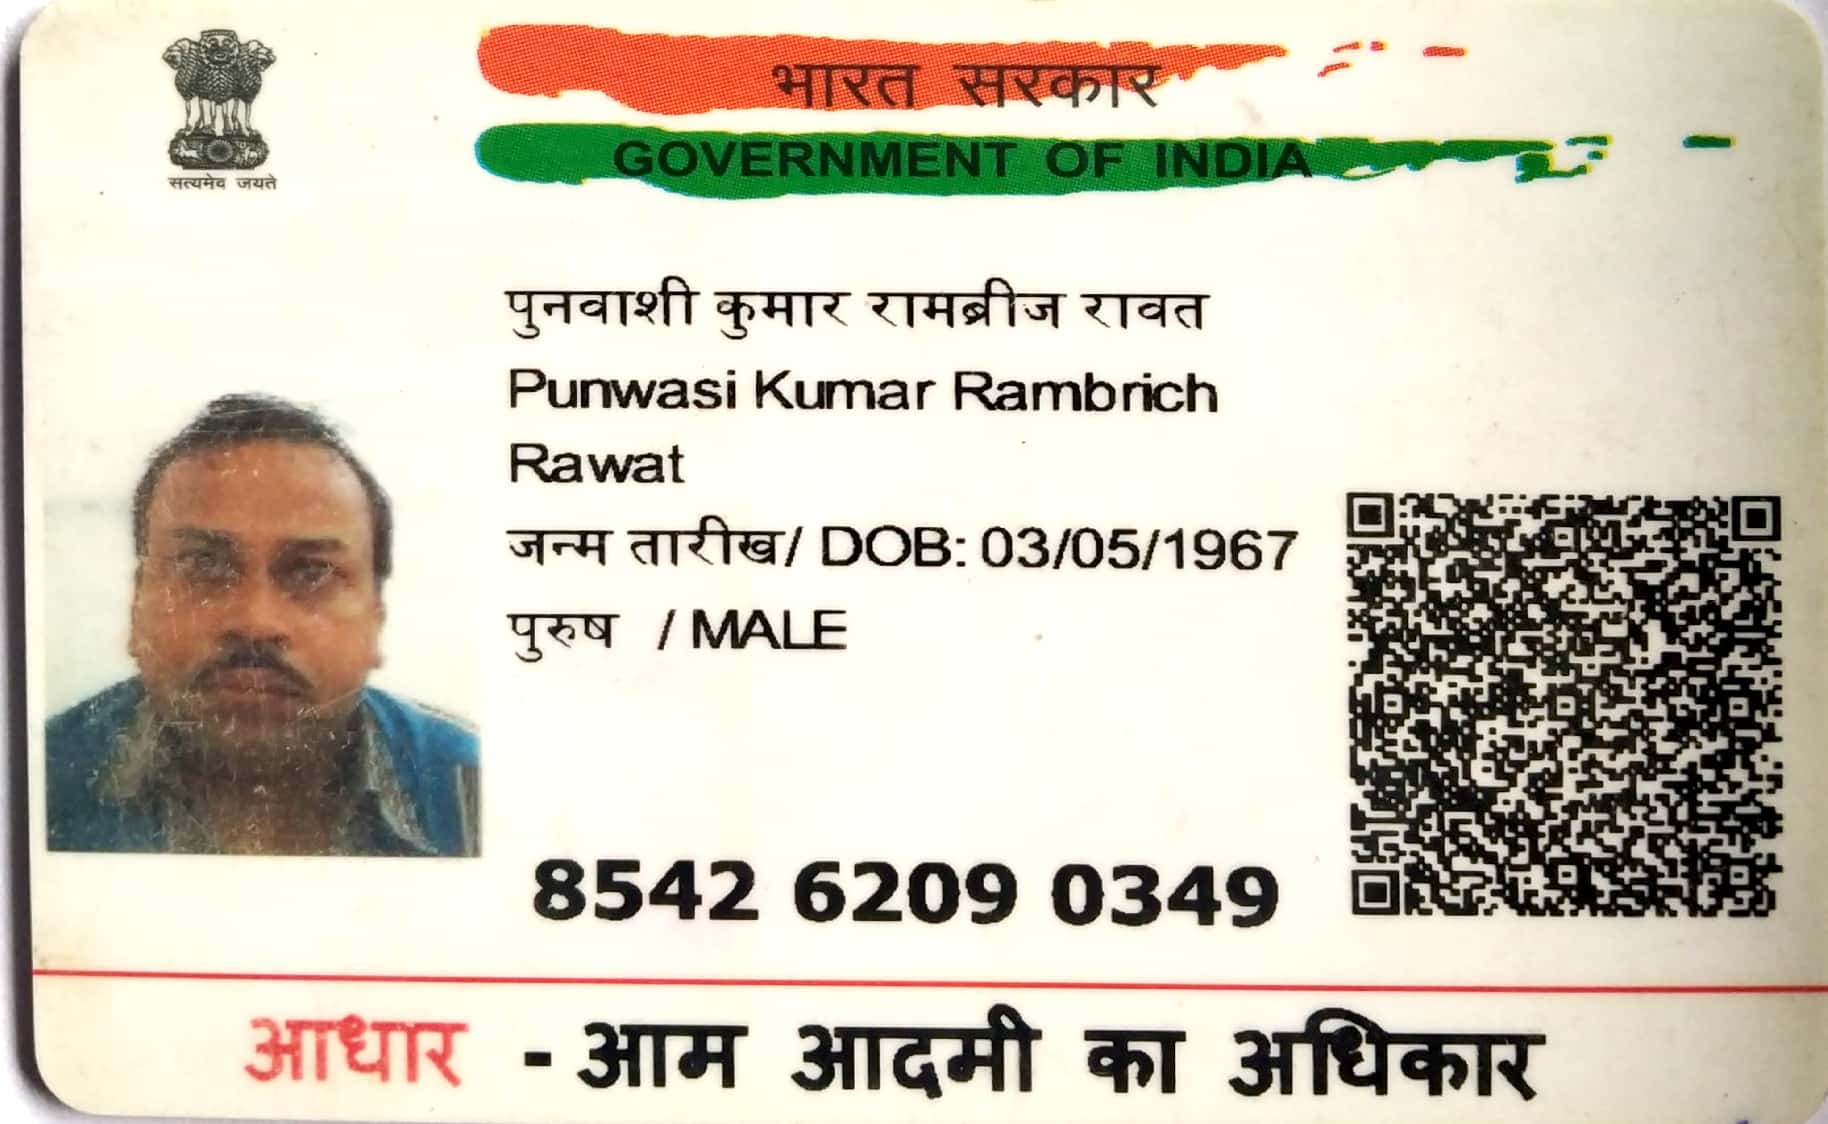 सत्यमेव जयते
भारत सरकार
GOVERNMENT OF INDIA
पुनवाशी कुमार रामब्रीज रावत
Punwasi Kumar Rambrich
Rawat
जन्म तारीख/ DOB: 03/05/1967
पुरुष / MALE
8542 6209 0349
आधार - आम आदमी का अधिकार